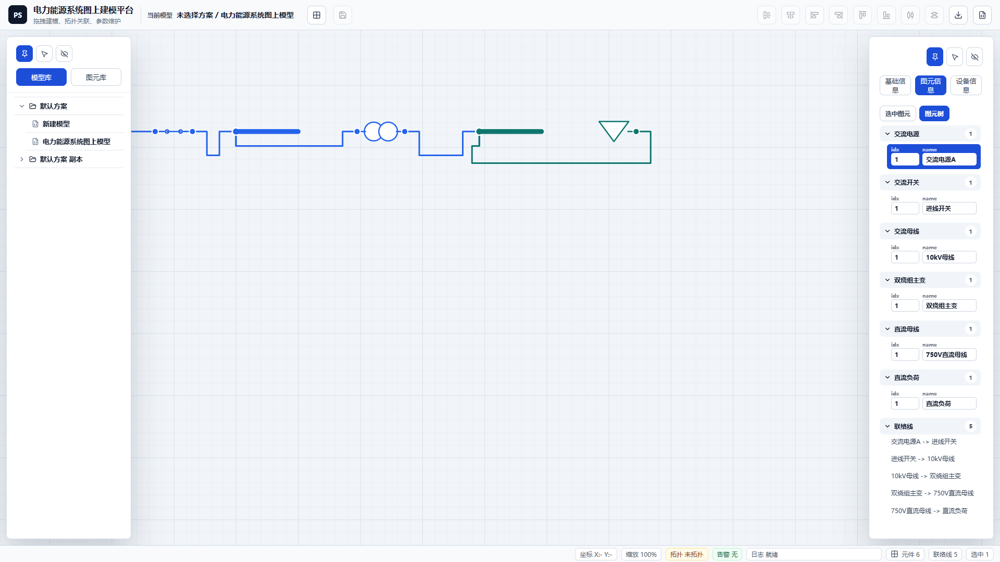 PS
电力能源系统图上建模平台
拖拽建模、拓扑关联、参数维护
当前模型 未选择方案 / 电力能源系统图上模型
模型库
图元库
默认方案
新建模型
电力能源系统图上模型
默认方案 副本
基础信息
图元信息
设备信息
选中图元
图元树
交流电源 1
idx name
1 交流电源A
交流开关 1
idx name
1 进线开关
交流母线 1
idx name
1 10kV母线
双绕组主变 1
idx name
1 双绕组主变
直流母线 1
idx name
1 750V直流母线
直流负荷 1
idx name
1 直流负荷
联络线 5
交流电源A -> 进线开关
进线开关 -> 10kV母线
10kV母线 -> 双绕组主变
双绕组主变 -> 750V直流母线
750V直流母线 -> 直流负荷
坐标 X:- Y:-
缩放 100%
拓扑 未拓扑
告警 无
日志 就绪
元件 6
联络线 5
选中 1